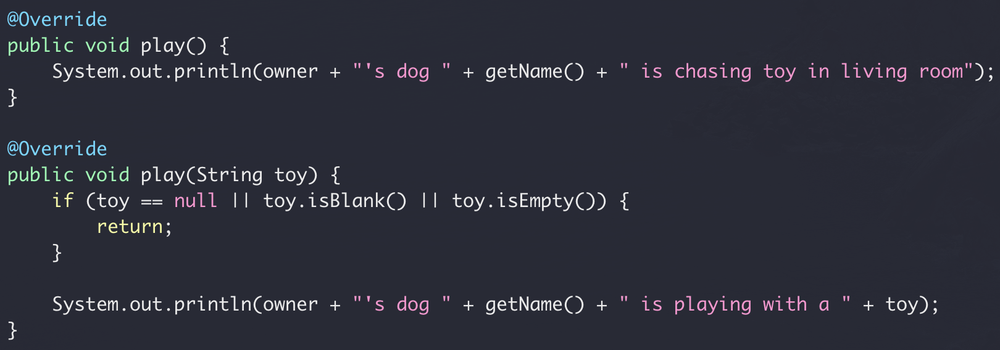 @Override
public void play() {
    System.out.println(owner + "'s dog " + getName() + " is chasing toy in living room");
}

@Override
public void play(String toy) {
    if (toy == null || toy.isBlank() || toy.isEmpty()) {
        return;
    }

    System.out.println(owner + "'s dog " + getName() + " is playing with a " + toy);
}